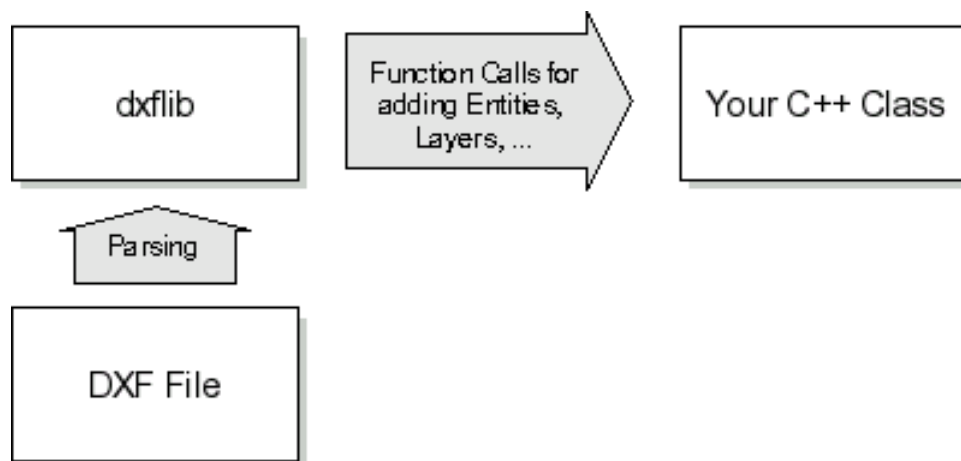 dxflib
Function Calls for
adding Entities,
Layers, ...
Your C++ Class
Parsing
DXF File